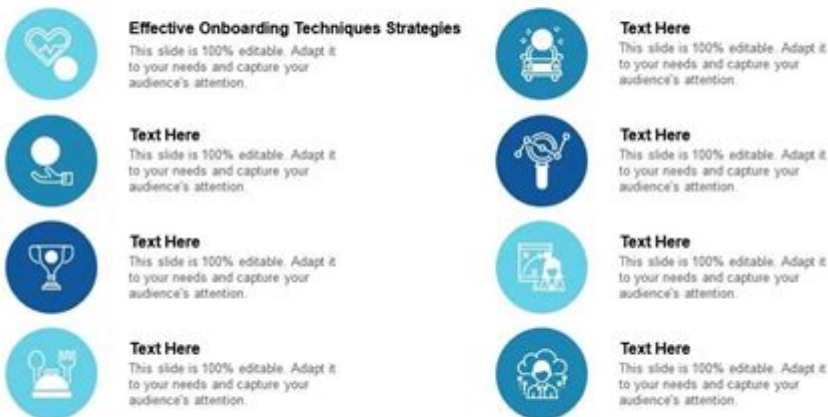 Effective Onboarding Techniques Strategies
This slide is 100% editable. Adapt it
to your needs and capture your
audience's attention.
Text Here
This slide is 100% editable. Adapt it
to your needs and capture your
audience's attention.
Text Here
This slide is 100% editable. Adapt it
to your needs and capture your
audience's attention.
Text Here
This slide is 100% editable. Adapt it
to your needs and capture your
audience's attention.
Text Here
This slide is 100% editable. Adapt it
to your needs and capture your
audience's attention.
Text Here
This slide is 100% editable. Adapt it
to your needs and capture your
audience's attention.
Text Here
This slide is 100% editable. Adapt it
to your needs and capture your
audience's attention.
Text Here
This slide is 100% editable. Adapt it
to your needs and capture your
audience's attention.